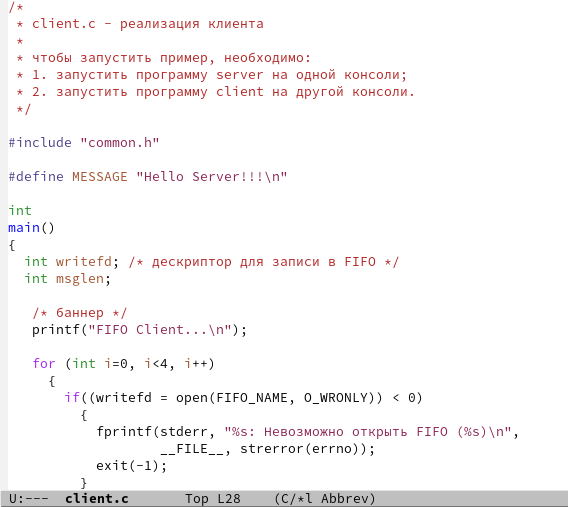 /*
 * client.c - реализация клиента
 *
 * чтобы запустить пример, необходимо:
 * 1. запустить программу server на одной консоли;
 * 2. запустить программу client на другой консоли.
 */

#include "common.h"

#define MESSAGE "Hello Server!!!\n"

int
main()
{
  int writefd; /* дескриптор для записи в FIFO */
  int msglen;

   /* баннер */
   printf("FIFO Client...\n");

   for (int i=0, i<4, i++)
     {
       if((writefd = open(FIFO_NAME, O_WRONLY)) < 0)
         {
           fprintf(stderr, "%s: Невозможно открыть FIFO (%s)\n",
                   __FILE__, strerror(errno));
           exit(-1);
         }
U:---  client.c       Top L28    (C/*l Abbrev)